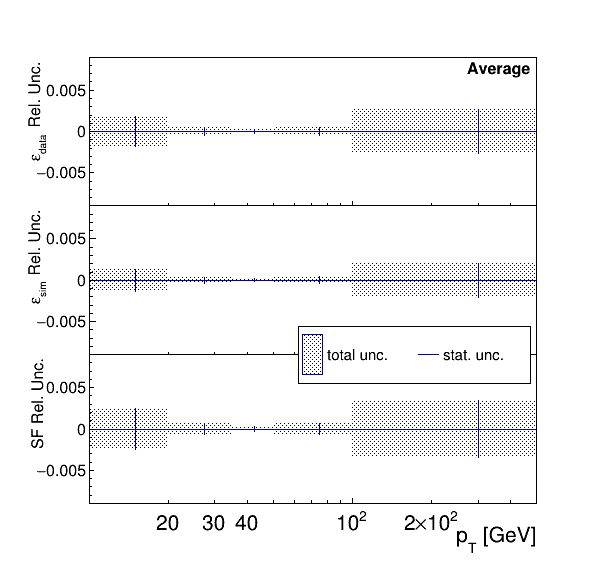 Average
ε_data Rel. Unc.
0.005
0
−0.005
ε_sim Rel. Unc.
0.005
0
−0.005
total unc.
stat. unc.
SF Rel. Unc.
0.005
0
−0.005
20 30 40 10² 2×10²
p_T [GeV]